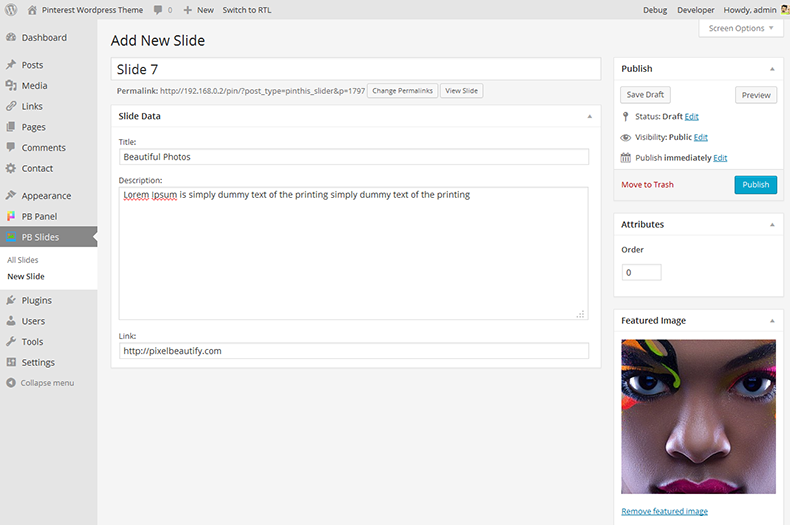 Pinterest Wordpress Theme 0 + New Switch to RTL Debug Developer Howdy, admin
Screen Options
Dashboard
Posts
Media
Links
Pages
Comments
Contact
Appearance
PB Panel
PB Slides
All Slides
New Slide
Plugins
Users
Tools
Settings
Collapse menu
Add New Slide
Slide 7
Permalink: http://192.168.0.2/pin/?post_type=pinthis_slider&p=1797 Change Permalinks View Slide
Slide Data
Title:
Beautiful Photos
Description:
Lorem Ipsum is simply dummy text of the printing simply dummy text of the printing
Link:
http://pixelbeautify.com
Publish
Save Draft Preview
Status: Draft Edit
Visibility: Public Edit
Publish immediately Edit
Move to Trash Publish
Attributes
Order
0
Featured Image
Remove featured image